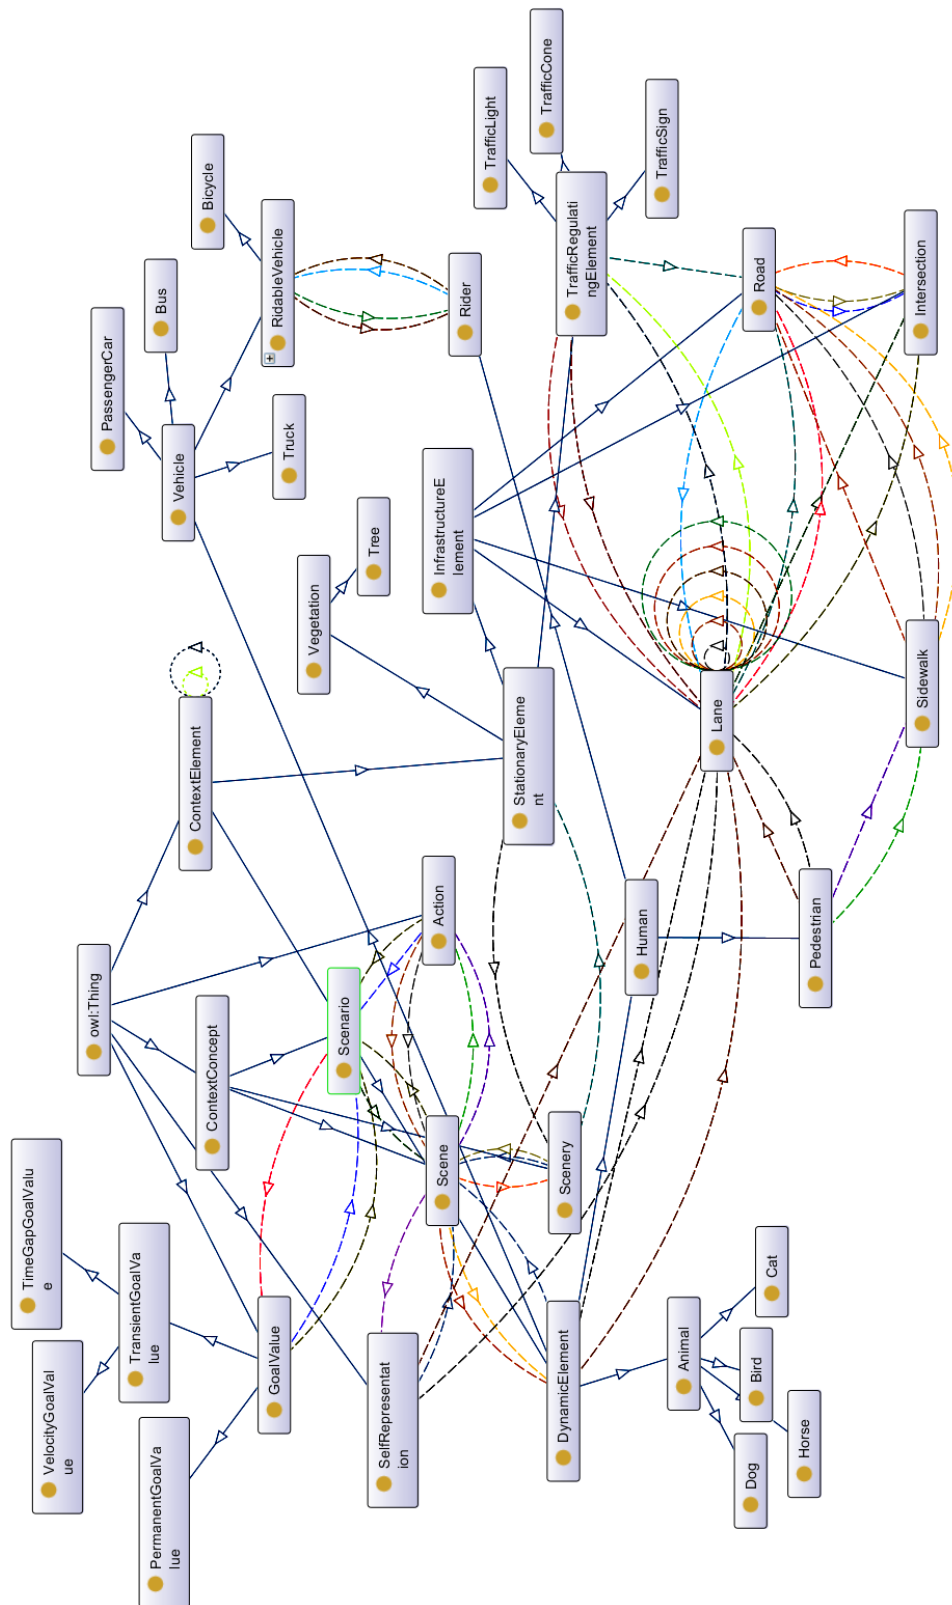 TimeGapGoalValu
e
VelocityGoalVal
ue
owl:Thing
PassengerCar
TransientGoalVa
lue
Bus
PermanentGoalVa
lue
Vehicle
ContextElement
Bicycle
ContextConcept
GoalValue
RidableVehicle
Truck
Vegetation
Scenario
Tree
SelfRepresentat
ion
Action
Scene
InfrastructureE
lement
Rider
TrafficLight
StationaryEleme
nt
TrafficCone
DynamicElement
Scenery
TrafficRegulati
ngElement
Human
TrafficSign
Animal
Lane
Dog
Bird
Road
Cat
Horse
Pedestrian
Sidewalk
Intersection